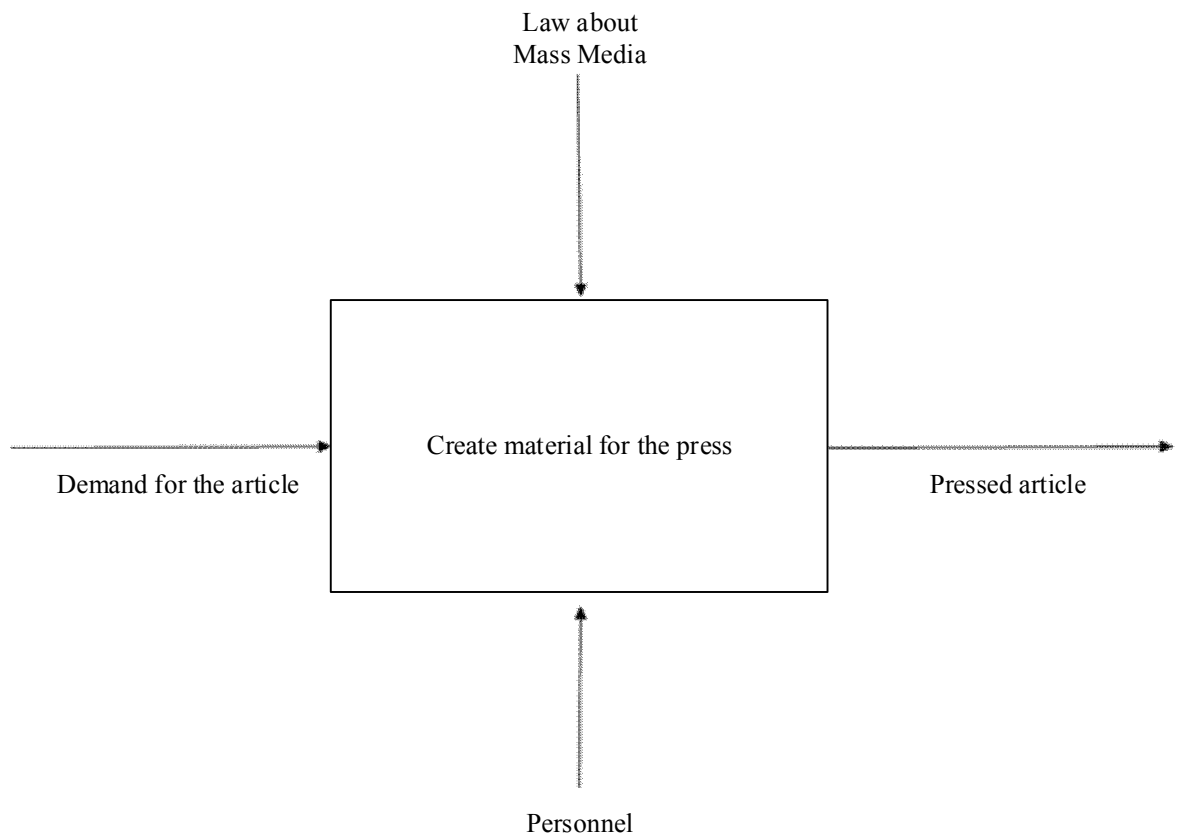 Law about
Mass Media
Create material for the press
Demand for the article
Pressed article
Personnel